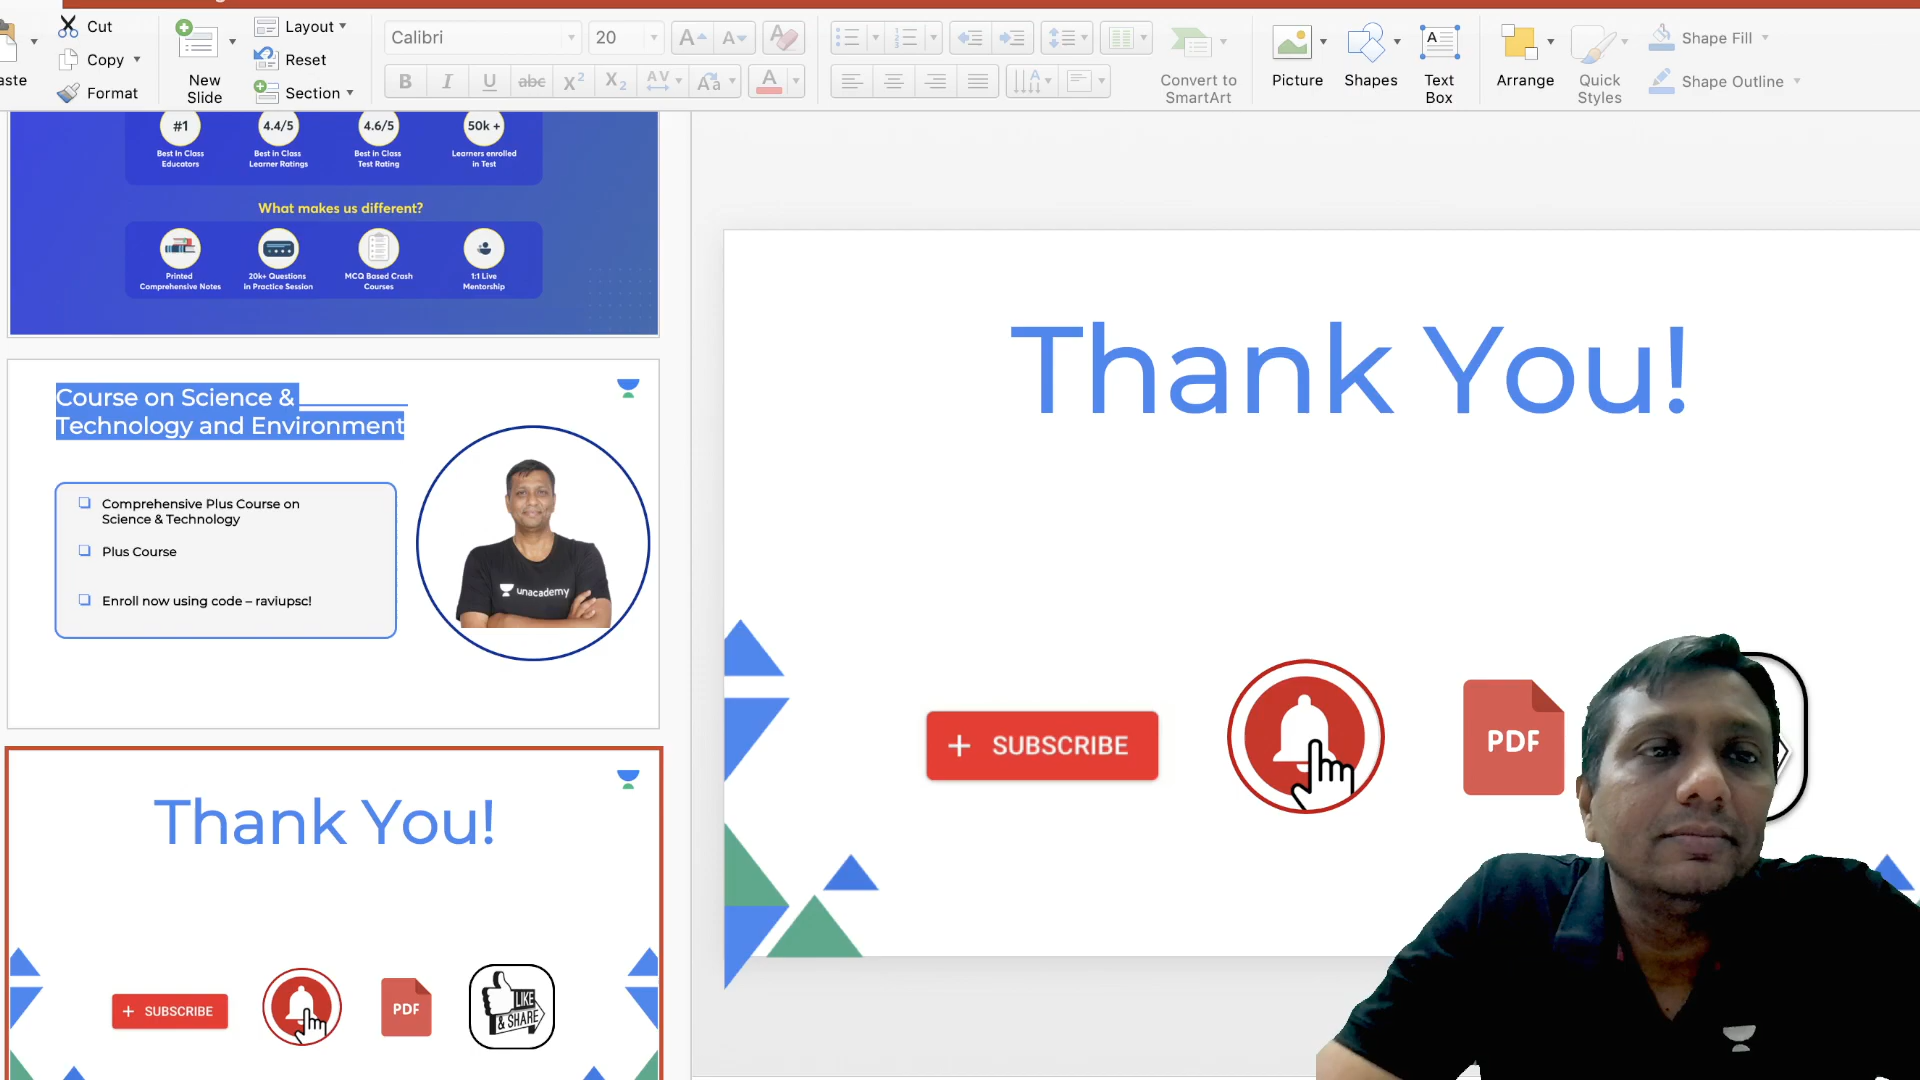 Cut
Copy
Format
aste
New
Slide
Layout
Reset
Section
Calibri
20
Convert to
SmartArt
Picture
Shapes
Text
Box
Arrange
Quick
Styles
Shape Fill
Shape Outline
#1
4.4/5
4.6/5
50k +
Best In Class
Educators
Best in Class
Learner Ratings
Best in Class
Test Rating
Learners enrolled
in Test
What makes us different?
Printed
Comprehensive Notes
20k+ Questions
in Practice Session
MCQ Based Crash
Courses
1:1 Live
Mentorship
Course on Science &
Technology and Environment
Comprehensive Plus Course on
Science & Technology
Plus Course
Enroll now using code – raviupsc!
unacademy
Thank You!
+ SUBSCRIBE
PDF
LIKE
& SHARE
Thank You!
+ SUBSCRIBE
PDF